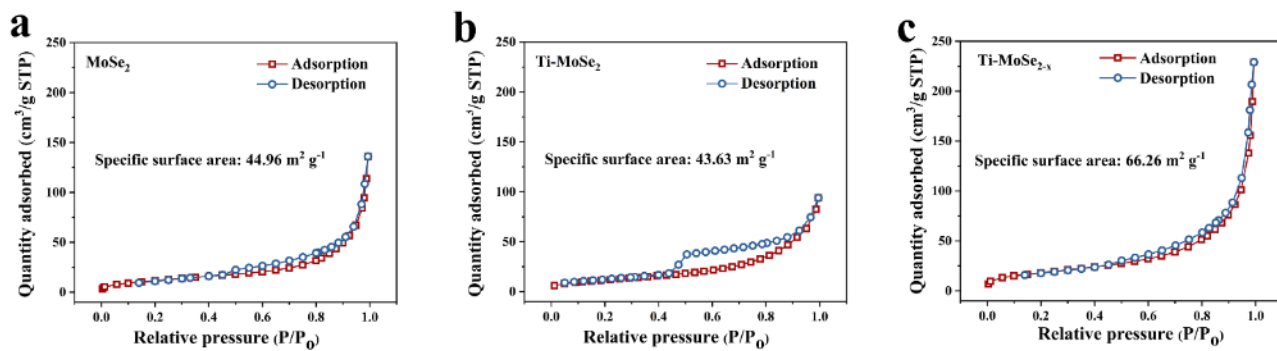 a
MoSe₂
Adsorption
Desorption
Specific surface area: 44.96 m² g⁻¹
Quantity adsorbed (cm³/g STP)
250
200
150
100
50
0
0.0 0.2 0.4 0.6 0.8 1.0
Relative pressure (P/P₀)
b
Ti-MoSe₂
Adsorption
Desorption
Specific surface area: 43.63 m² g⁻¹
Quantity adsorbed (cm³/g STP)
250
200
150
100
50
0
0.0 0.2 0.4 0.6 0.8 1.0
Relative pressure (P/P₀)
c
Ti-MoSe₂₋ₓ
Adsorption
Desorption
Specific surface area: 66.26 m² g⁻¹
Quantity adsorbed (cm³/g STP)
250
200
150
100
50
0
0.0 0.2 0.4 0.6 0.8 1.0
Relative pressure (P/P₀)